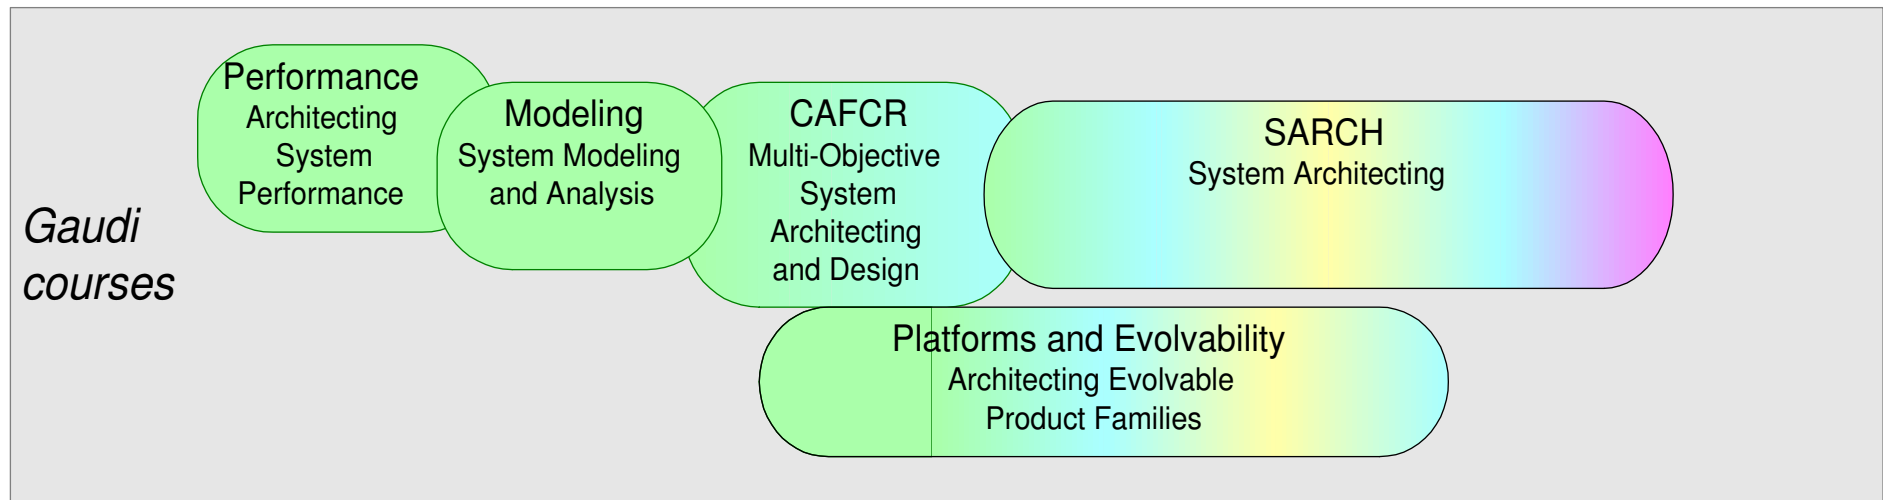 Gaudi
courses
Performance
Architecting
System
Performance
Modeling
System Modeling
and Analysis
CAFCR
Multi-Objective
System
Architecting
and Design
SARCH
System Architecting
Platforms and Evolvability
Architecting Evolvable
Product Families